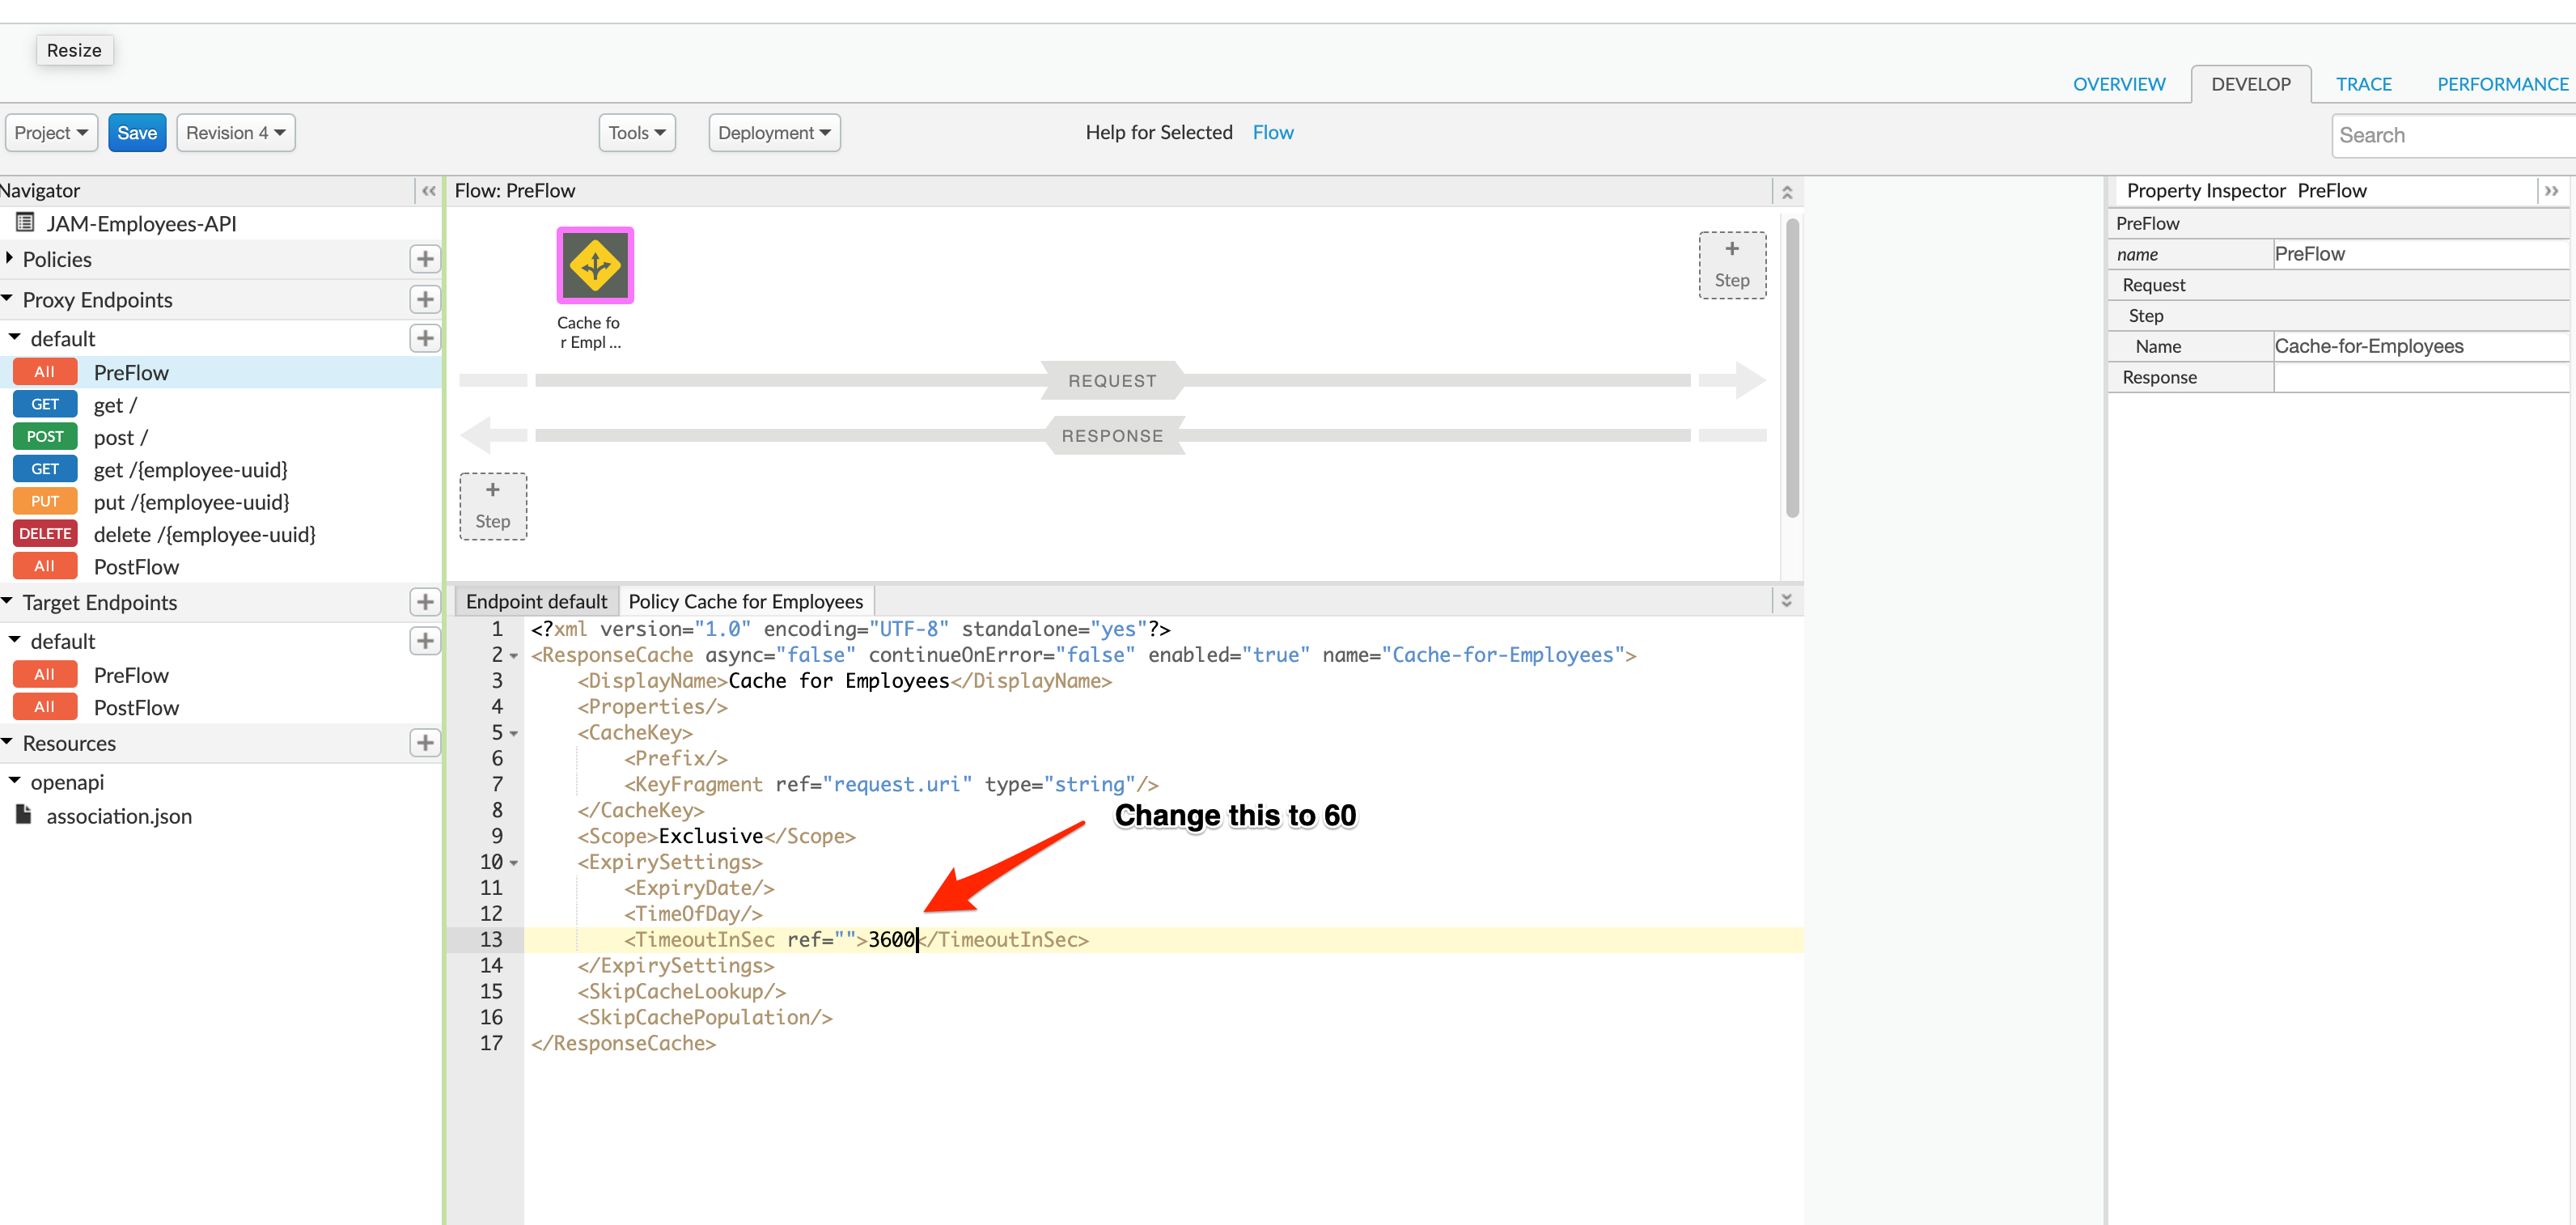 Resize
OVERVIEW DEVELOP TRACE PERFORMANCE
Project Save Revision 4 Tools Deployment Help for Selected Flow Search
Navigator
JAM-Employees-API
Policies
Proxy Endpoints
default
All PreFlow
GET get /
POST post /
GET get /{employee-uuid}
PUT put /{employee-uuid}
DELETE delete /{employee-uuid}
All PostFlow
Target Endpoints
default
All PreFlow
All PostFlow
Resources
openapi
association.json
Flow: PreFlow
Cache fo
r Empl ...
+
Step
REQUEST
RESPONSE
+
Step
Endpoint default Policy Cache for Employees
1 <?xml version="1.0" encoding="UTF-8" standalone="yes"?>
2 <ResponseCache async="false" continueOnError="false" enabled="true" name="Cache-for-Employees">
3 <DisplayName>Cache for Employees</DisplayName>
4 <Properties/>
5 <CacheKey>
6 <Prefix/>
7 <KeyFragment ref="request.uri" type="string"/>
8 </CacheKey>
Change this to 60
9 <Scope>Exclusive</Scope>
10 <ExpirySettings>
11 <ExpiryDate/>
12 <TimeOfDay/>
13 <TimeoutInSec ref="">3600</TimeoutInSec>
14 </ExpirySettings>
15 <SkipCacheLookup/>
16 <SkipCachePopulation/>
17 </ResponseCache>
Property Inspector PreFlow
PreFlow
name PreFlow
Request
Step
Name Cache-for-Employees
Response